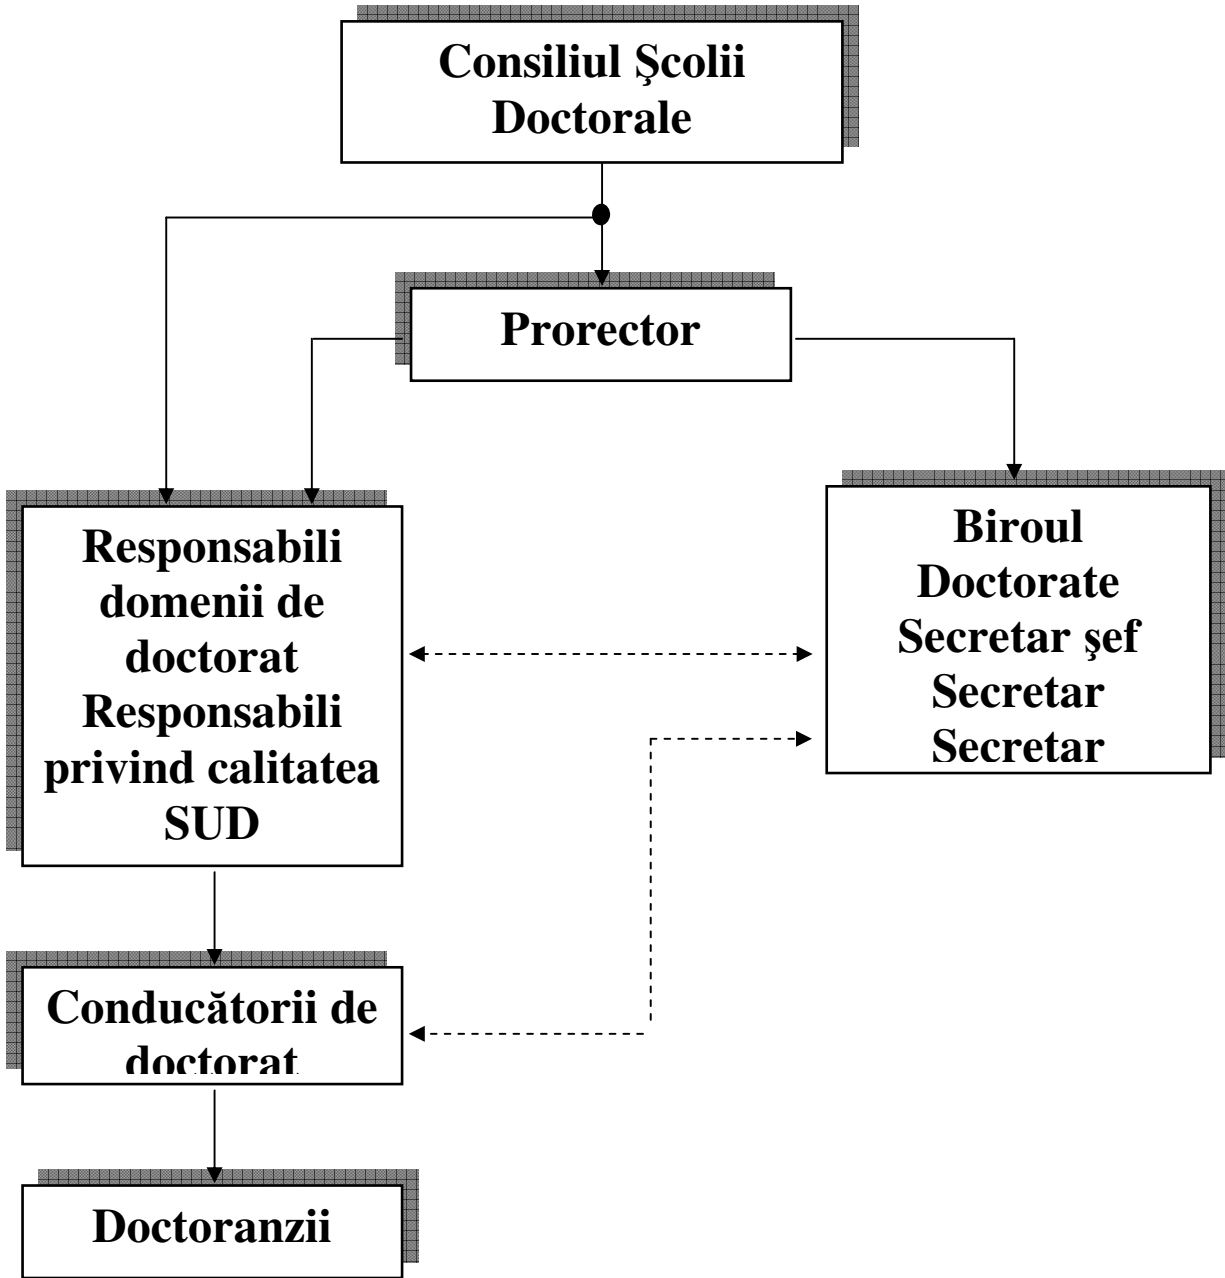 Consiliul Şcolii
Doctorale
Prorector
Responsabili
domenii de
doctorat
Responsabili
privind calitatea
SUD
Biroul
Doctorate
Secretar şef
Secretar
Secretar
Conducătorii de
doctorat
Doctoranzii